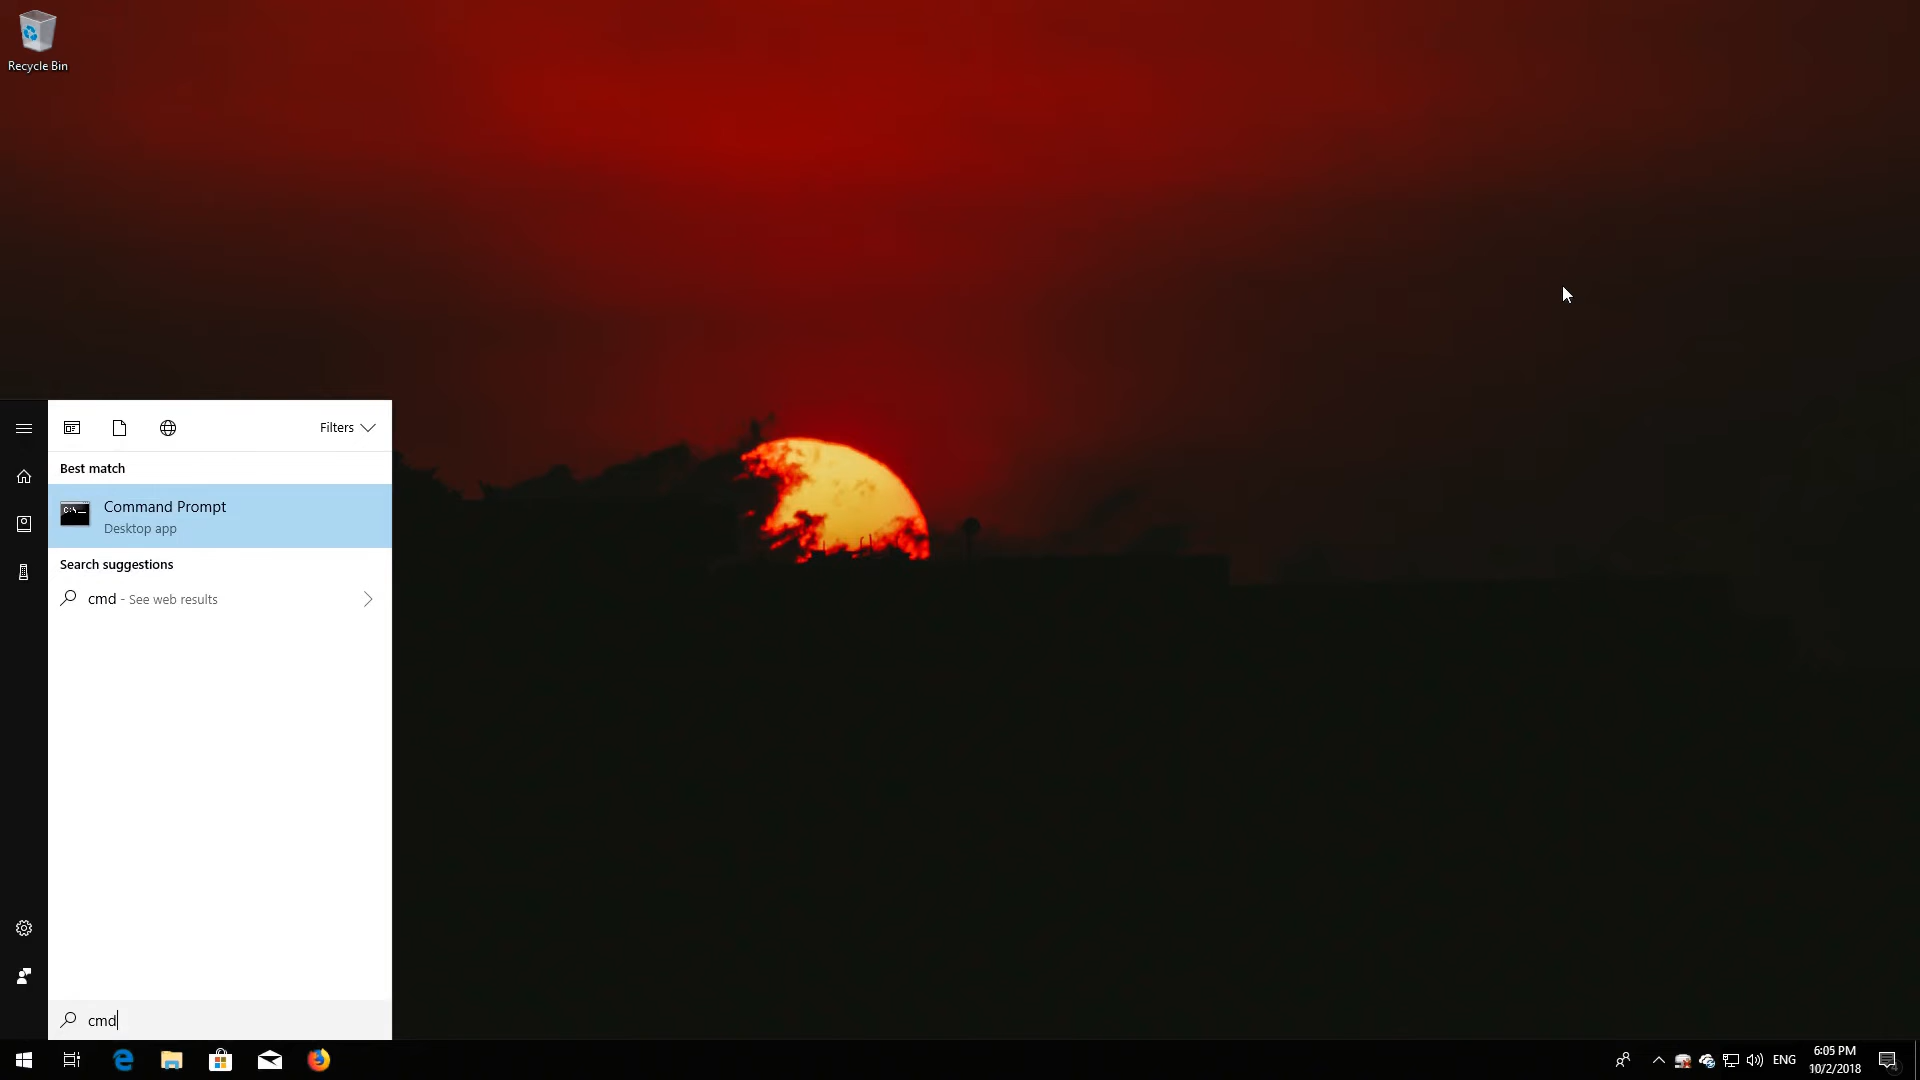 Recycle Bin
Filters
Best match
C:\_
Command Prompt
Desktop app
Search suggestions
cmd - See web results
cmd
ENG
6:05 PM
10/2/2018
4